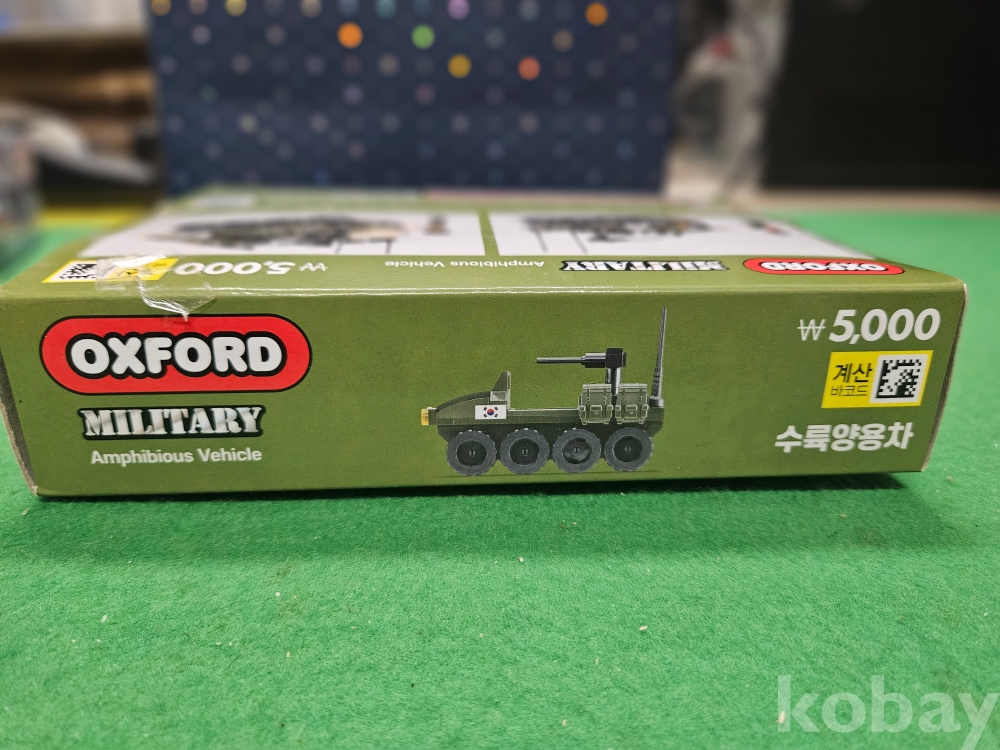 ₩ 5,000
Amphibious Vehicle
MILITARY
OXFORD
OXFORD
MILITARY
Amphibious Vehicle
₩ 5,000
계산
바코드
수륙양용차
kobay